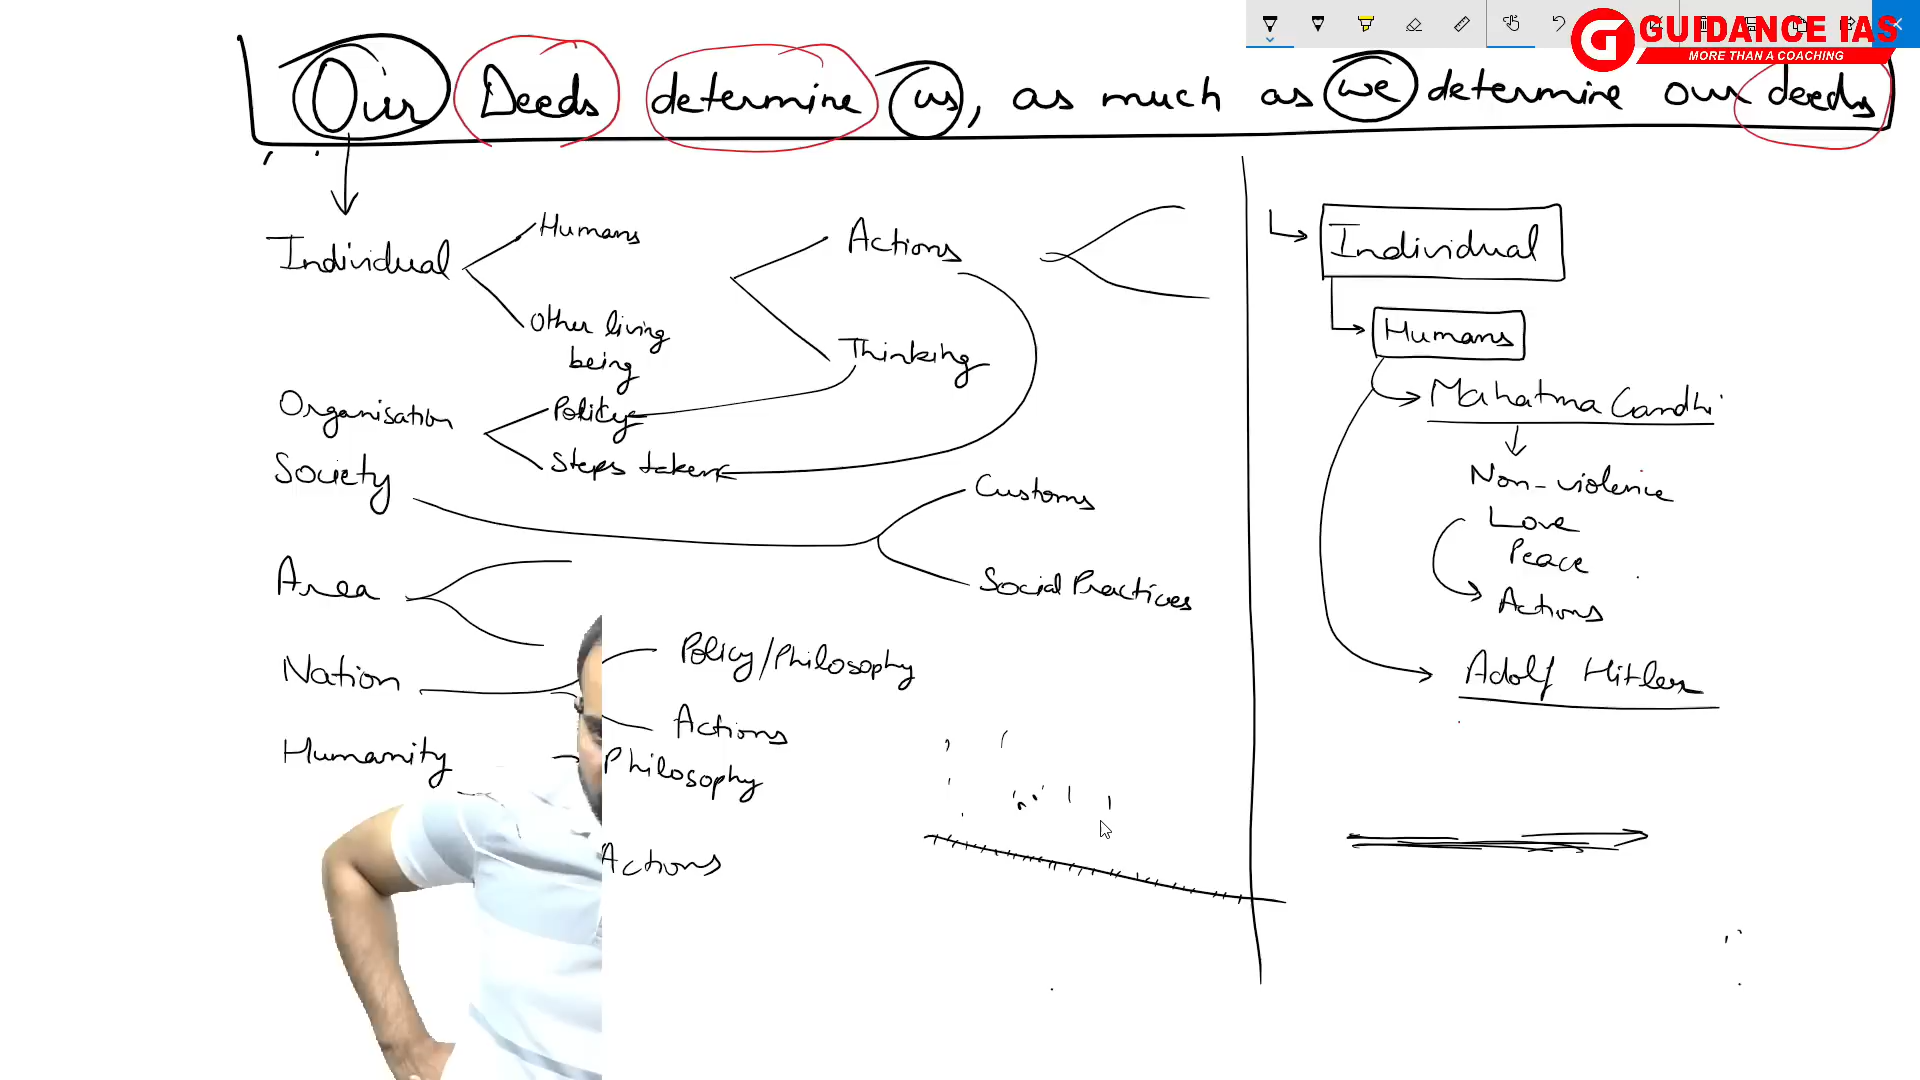 GUIDANCE IAS
MORE THAN A COACHING
Our Deeds determine us, as much as we determine our deeds
Individual
Humans
Other living
being
Actions
Thinking
Organisation
Policy
Steps taken
Society
Customs
Social Practices
Area
Nation
Policy/Philosophy
Actions
Humanity
Philosophy
Actions
Individual
Humans
Mahatma Gandhi
Non-violence
Love
Peace
Actions
Adolf Hitler